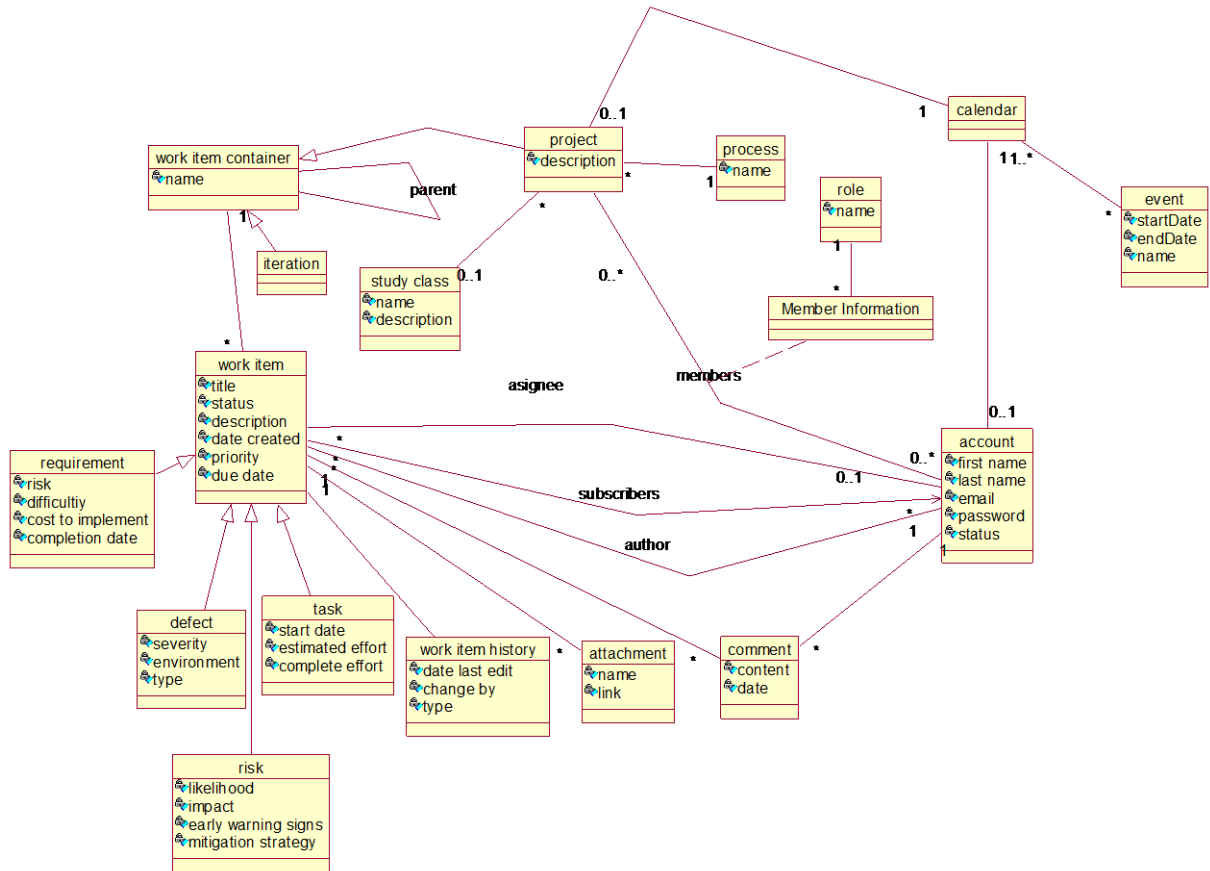 0..1
1
calendar
project
description
*
process
name
1
work item container
name
parent
1
role
name
1
*
1
1..*
*
event
startDate
endDate
name
iteration
*
0..1
study class
name
description
0..*
Member Information
members
*
work item
title
status
description
date created
priority
due date
asignee
0..1
account
first name
last name
email
password
status
0..*
0..1
*
subscribers
*
author
1
1
*
*
1
1
requirement
risk
difficultiy
cost to implement
completion date
defect
severity
environment
type
task
start date
estimated effort
complete effort
work item history
date last edit
change by
type
*
attachment
name
link
*
comment
content
date
*
risk
likelihood
impact
early warning signs
mitigation strategy